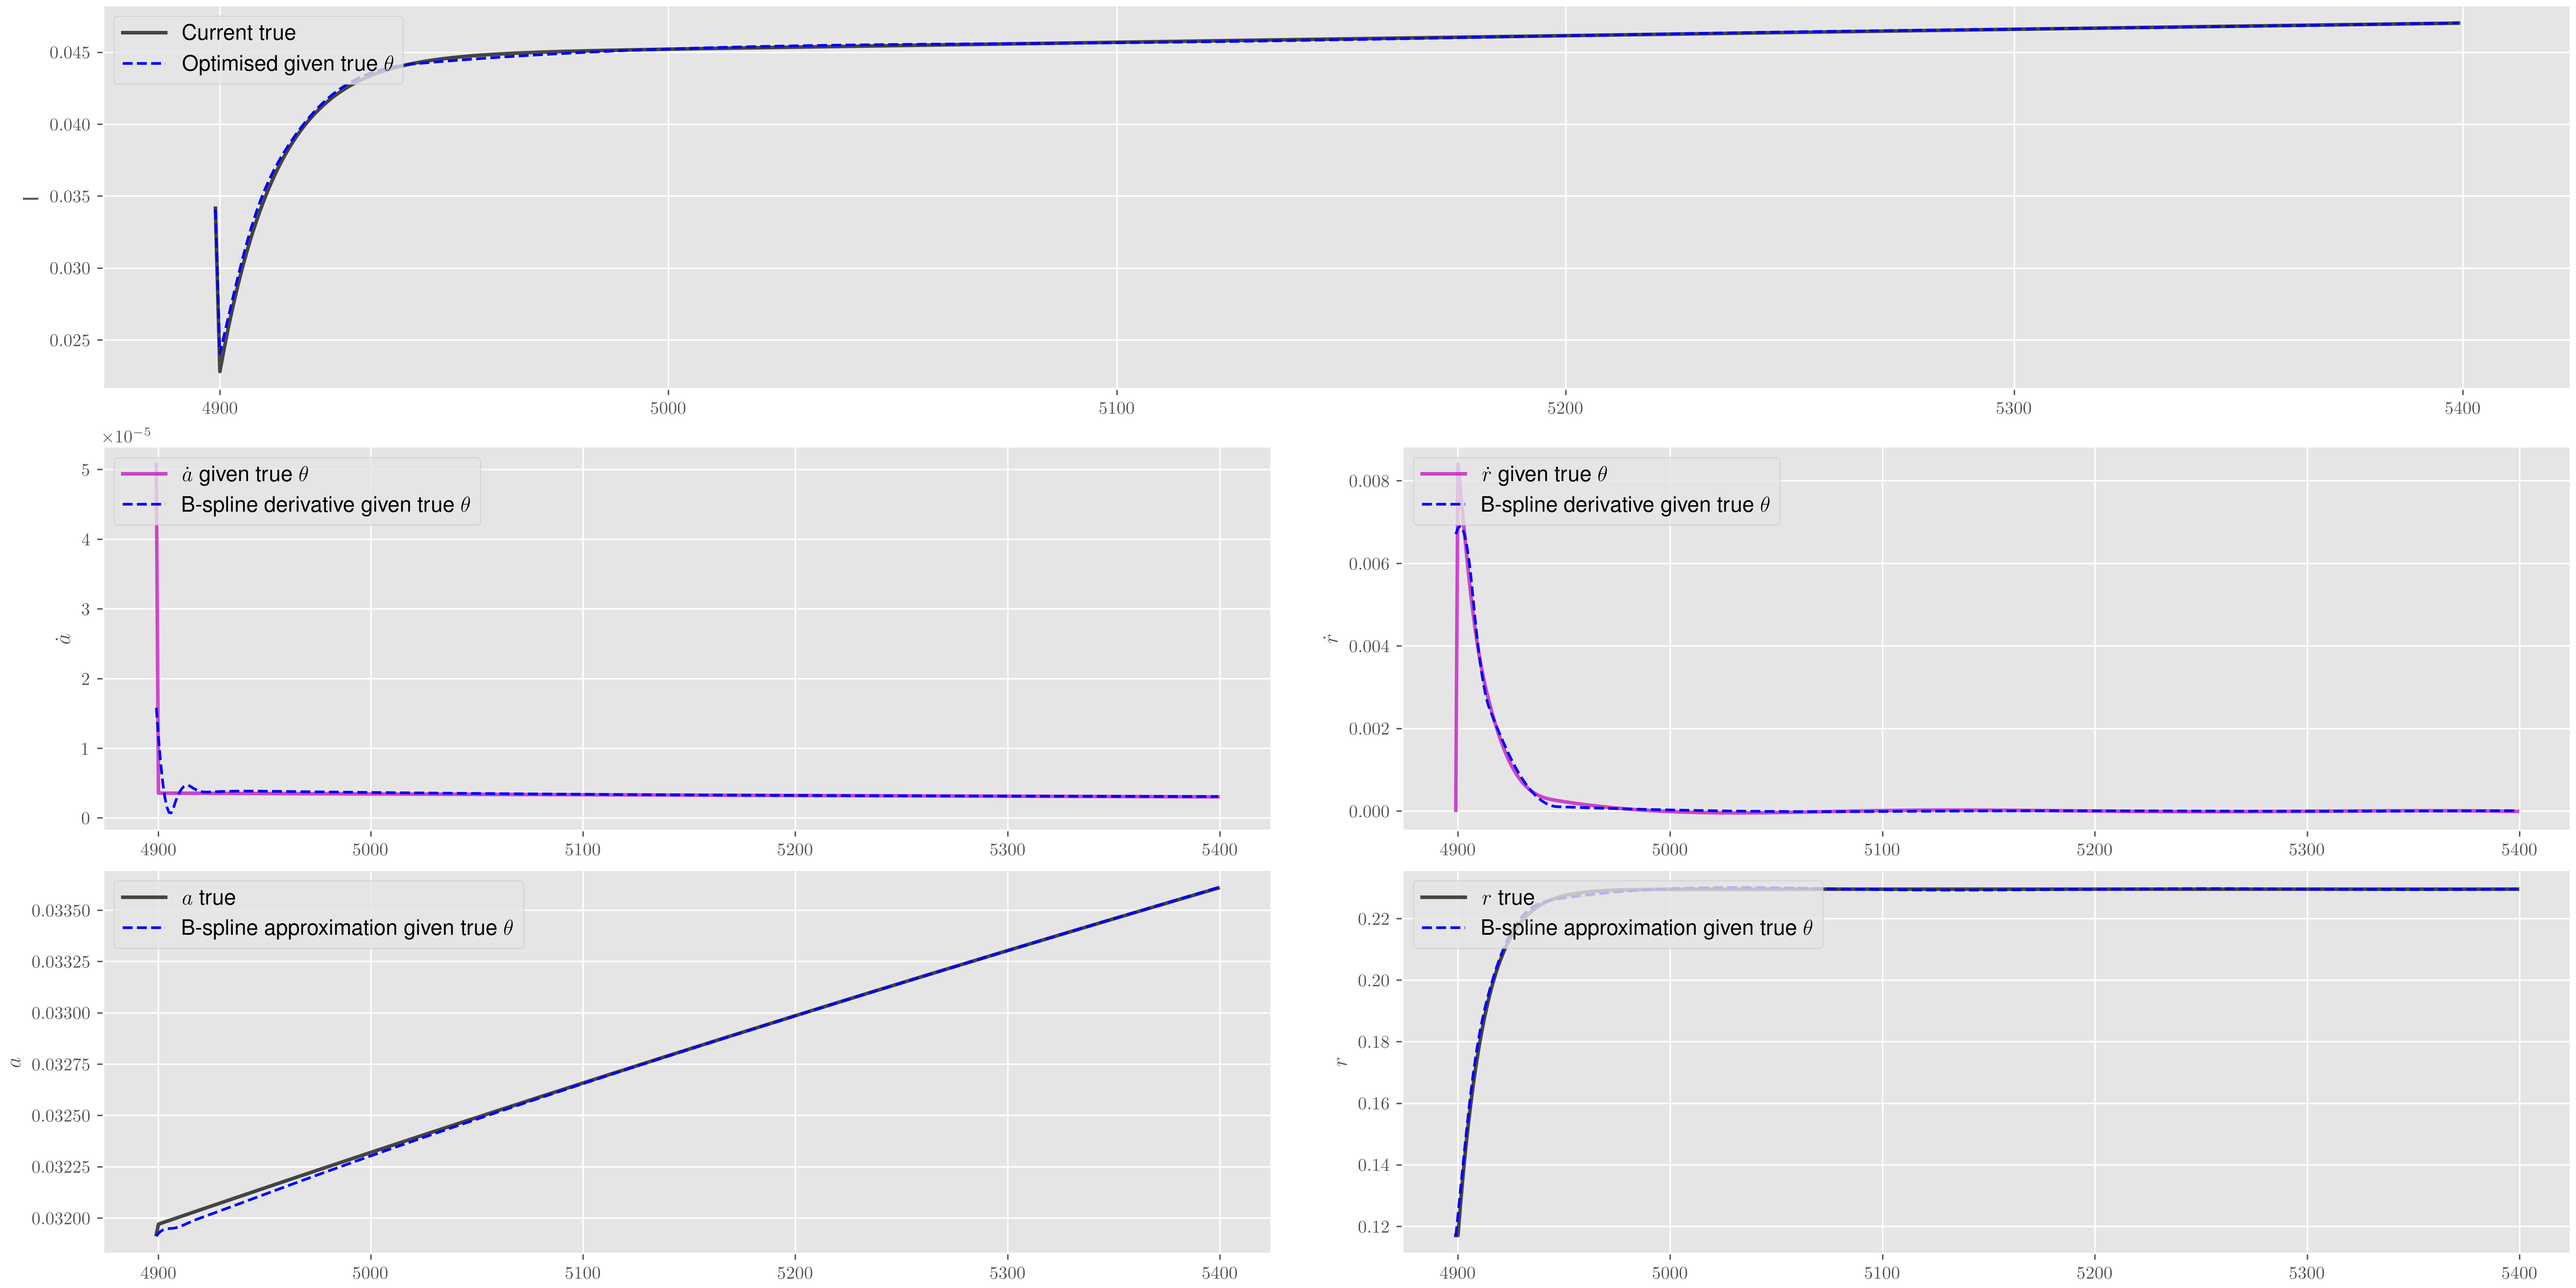 Current true
Optimised given true θ
I
0.045
0.040
0.035
0.030
0.025
4900 5000 5100 5200 5300 5400
×10⁻⁵
ȧ given true θ
B-spline derivative given true θ
ȧ
5
4
3
2
1
0
4900 5000 5100 5200 5300 5400
ṙ given true θ
B-spline derivative given true θ
ṙ
0.008
0.006
0.004
0.002
0.000
4900 5000 5100 5200 5300 5400
a true
B-spline approximation given true θ
a
0.03350
0.03325
0.03300
0.03275
0.03250
0.03225
0.03200
4900 5000 5100 5200 5300 5400
r true
B-spline approximation given true θ
r
0.22
0.20
0.18
0.16
0.14
0.12
4900 5000 5100 5200 5300 5400